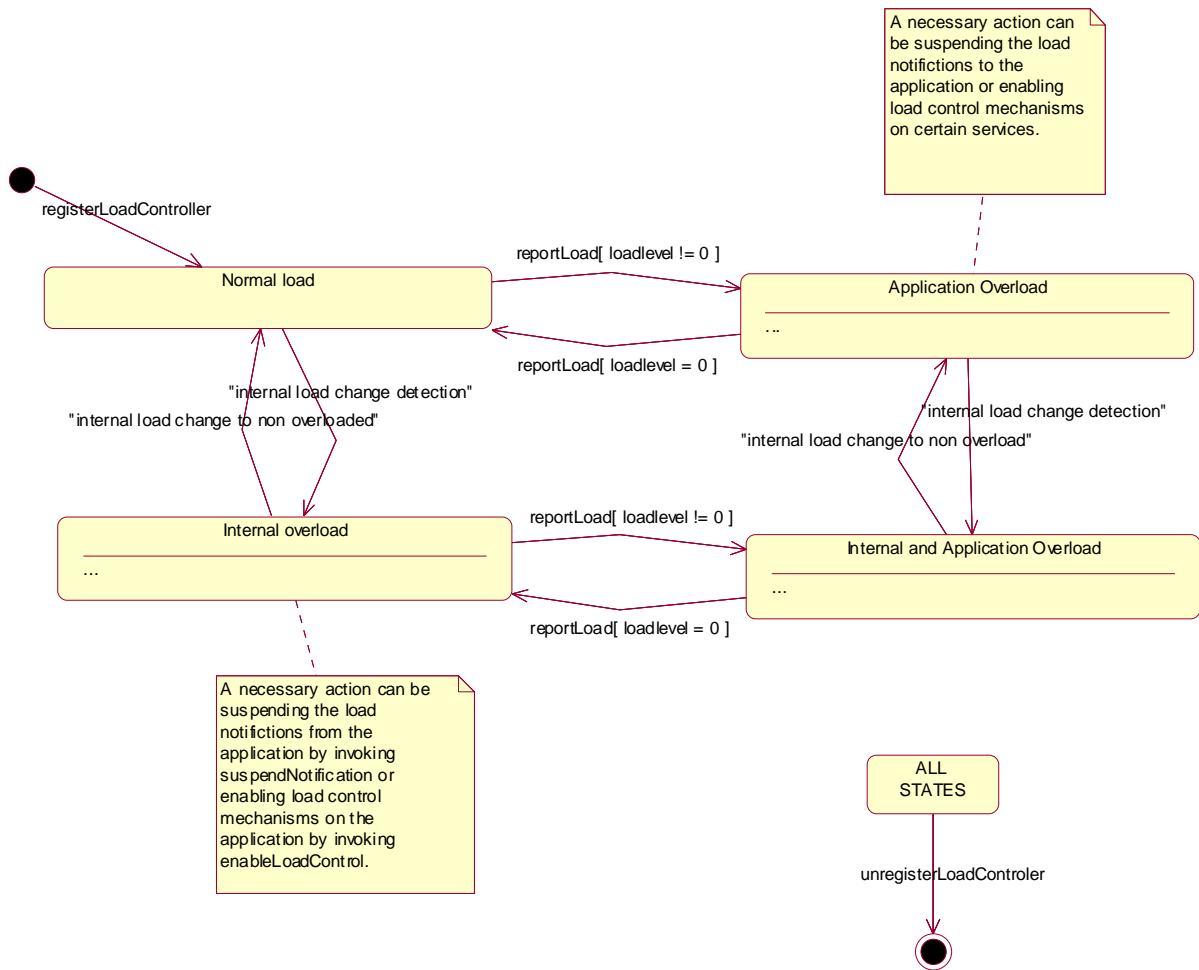 A necessary action can
be suspending the load
notifictions to the
application or enabling
load control mechanisms
on certain services.
registerLoadController
reportLoad[ loadlevel != 0 ]
Normal load
Application Overload
...
reportLoad[ loadlevel = 0 ]
"internal load change detection"
"internal load change to non overloaded"
"internal load change detection"
"internal load change to non overload"
reportLoad[ loadlevel != 0 ]
Internal overload
...
Internal and Application Overload
...
reportLoad[ loadlevel = 0 ]
A necessary action can be
suspending the load
notifictions from the
application by invoking
suspendNotification or
enabling load control
mechanisms on the
application by invoking
enableLoadControl.
ALL
STATES
unregisterLoadControler